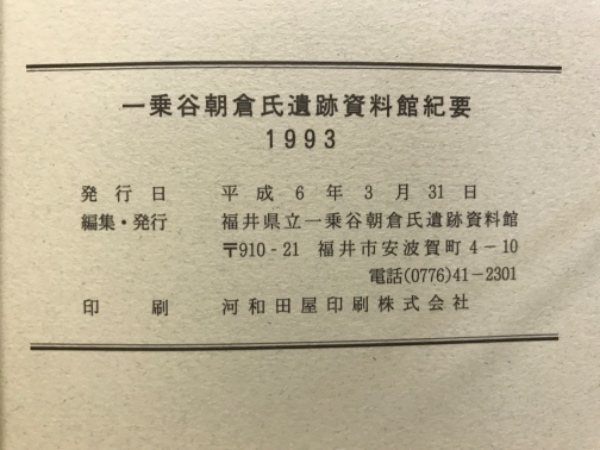 一乗谷朝倉氏遺跡資料館紀要
1993
発行日 平成6年3月31日
編集・発行 福井県立一乗谷朝倉氏遺跡資料館
〒910-21 福井市安波賀町4-10
電話(0776)41-2301
印刷 河和田屋印刷株式会社